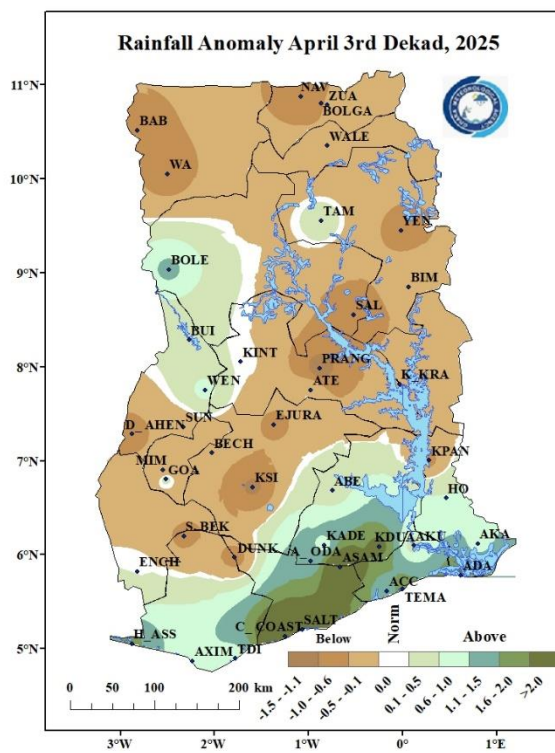 Rainfall Anomaly April 3rd Dekad, 2025
11°N
NAV
ZUA
BOLGA
BAB
WALE
WA
10°N
TAM
YEN
BOLE
9°N
BIM
SAL
BUI
KINT
PRANG
8°N
WEN
ATE
K_KRA
SUN
EJURA
D_AHEN
BECH
KPAN
7°N
MIM
GOA
KSI
ABE
HO
S_BEK
KADE
KDUA
AKU
AKA
6°N
DUNK
ODA
ASAM
ENCH
ADA
ACC
TEMA
C_COAST
SALT
H_ASS
5°N
AXIM
TDI
Below
Norm
Above
-1.5 - -1.1
-1.0 - -0.6
-0.5 - -0.1
0.0
0.1 - 0.5
0.6 - 1.0
1.1 - 1.5
1.6 - 2.0
>2.0
0 50 100 200 km
3°W 2°W 1°W 0° 1°E